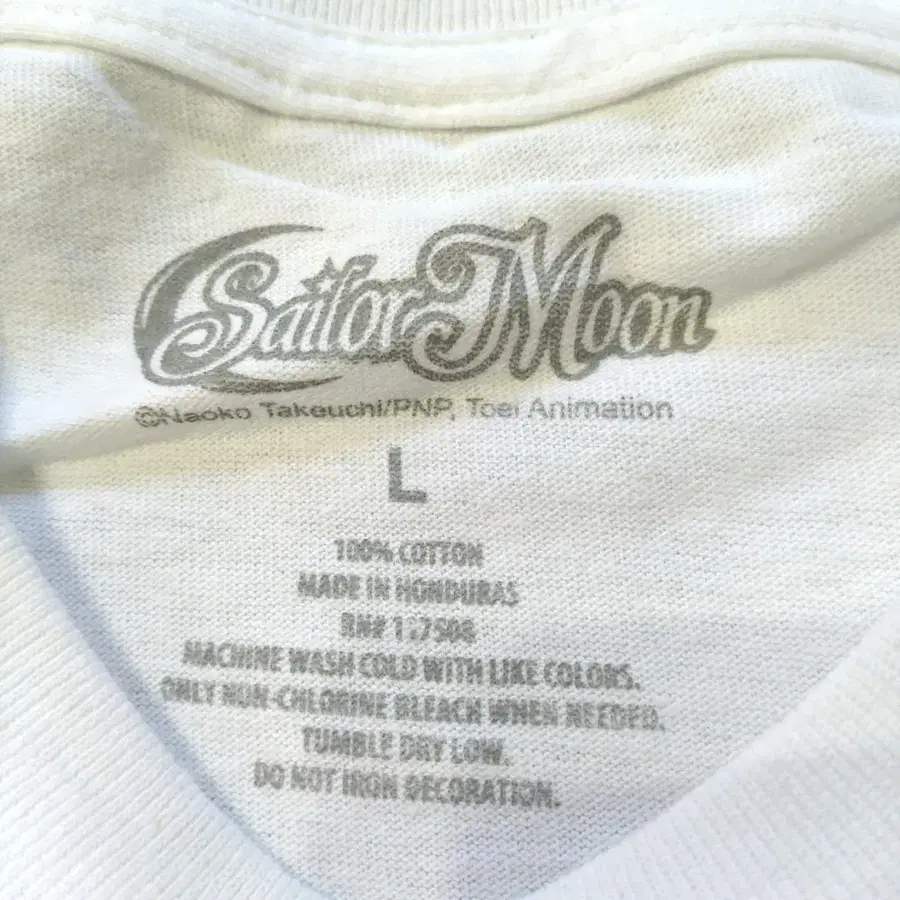 Sailor Moon
©Naoko Takeuchi/PNP, Toei Animation
L
100% COTTON
MADE IN HONDURAS
RN#
MACHINE WASH COLD WITH LIKE COLORS.
ONLY NON-CHLORINE BLEACH WHEN NEEDED.
TUMBLE DRY LOW.
DO NOT IRON DECORATION.